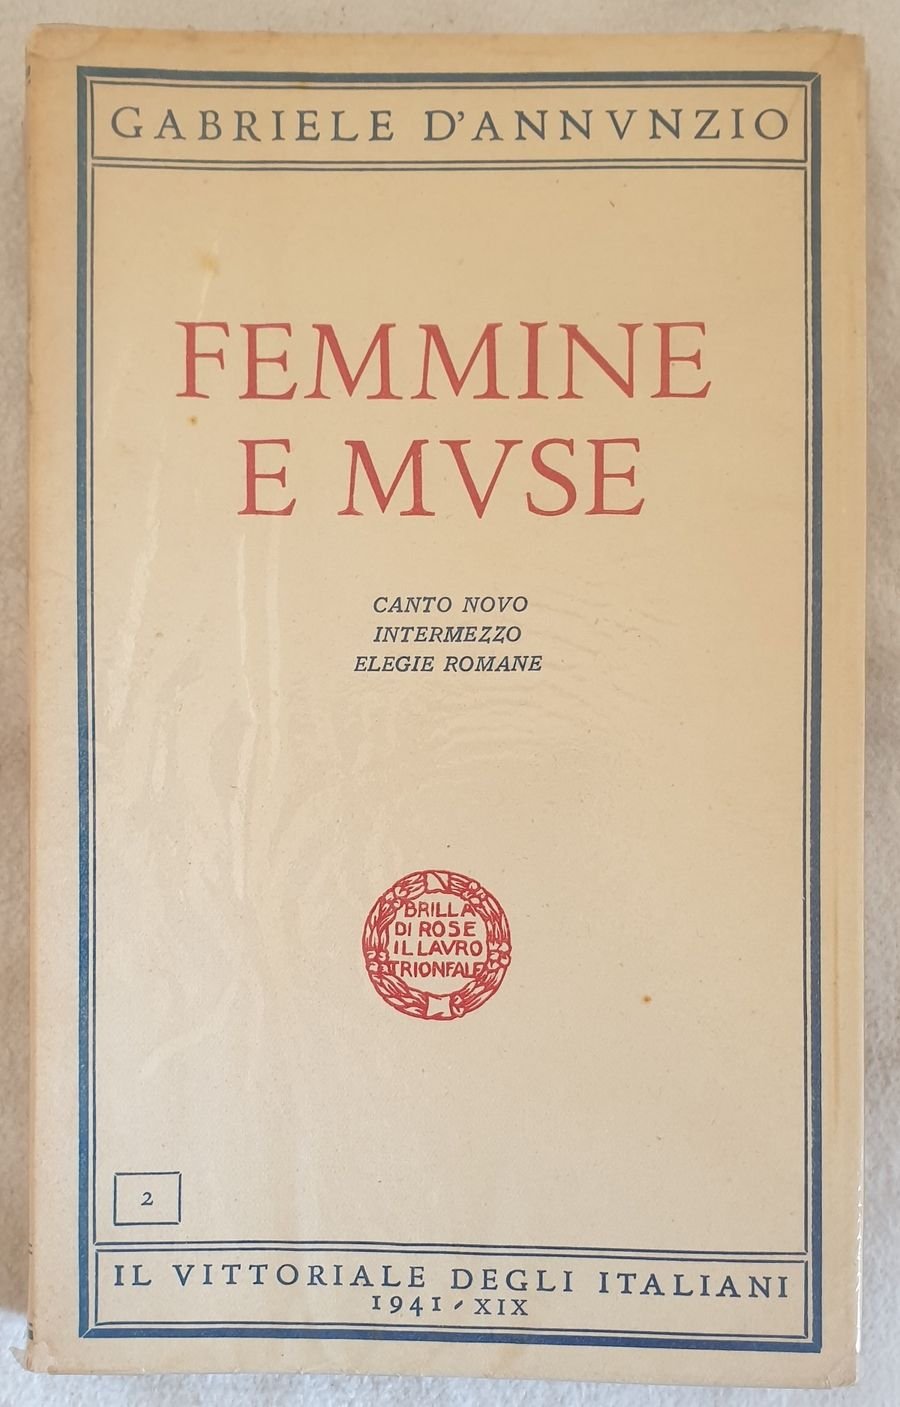 GABRIELE D'ANNVNZIO
FEMMINE
E MVSE
CANTO NOVO
INTERMEZZO
ELEGIE ROMANE
BRILLA
DI ROSE
IL LAVRO
TRIONFALE
2
IL VITTORIALE DEGLI ITALIANI
1941 - XIX